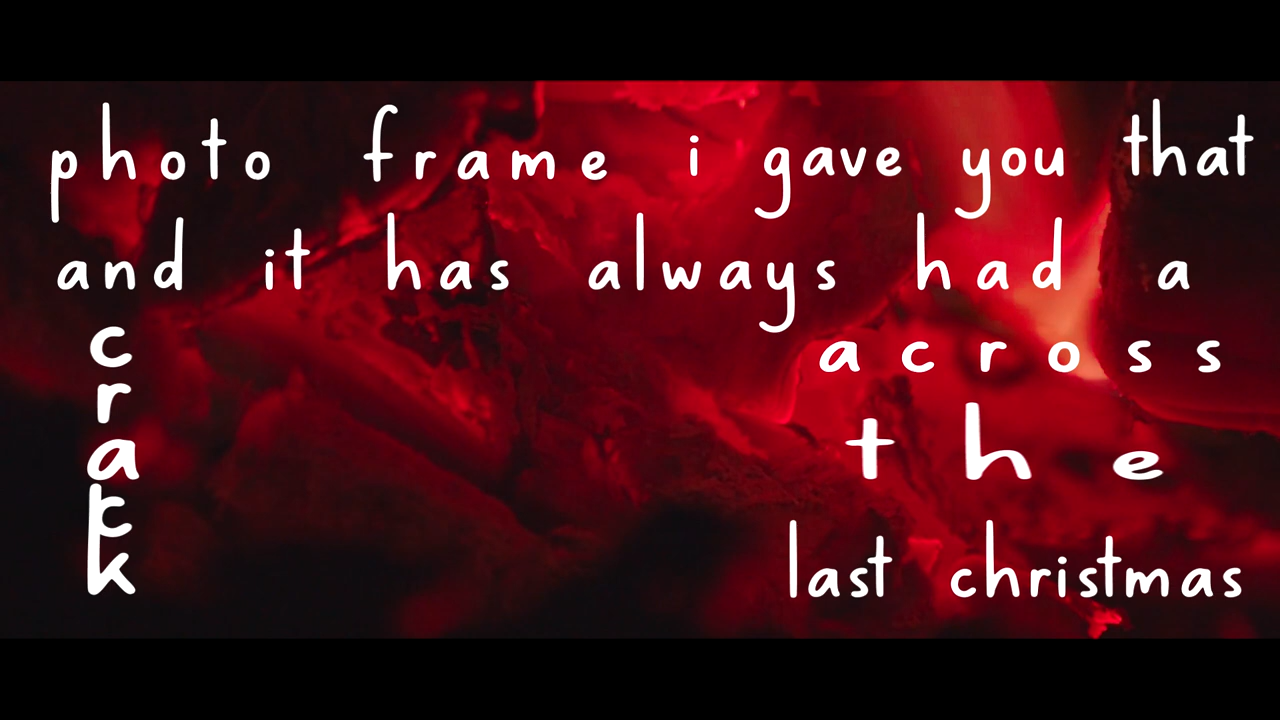 photo frame i gave you that
and it has always had a
crack
across
the
last christmas